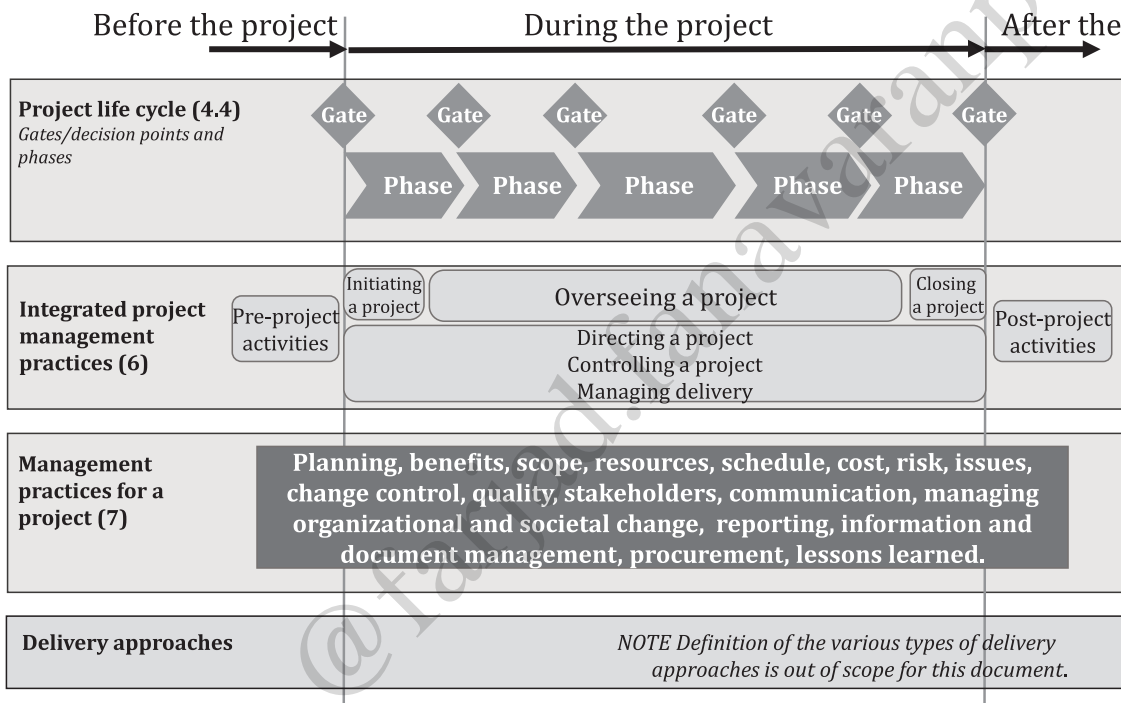 Before the project
During the project
After the
Project life cycle (4.4)
Gates/decision points and
phases
Gate
Gate
Gate
Gate
Gate
Gate
Phase
Phase
Phase
Phase
Phase
Integrated project
management
practices (6)
Pre-project
activities
Initiating
a project
Overseeing a project
Closing
a project
Directing a project
Controlling a project
Managing delivery
Post-project
activities
Management
practices for a
project (7)
Planning, benefits, scope, resources, schedule, cost, risk, issues,
change control, quality, stakeholders, communication, managing
organizational and societal change, reporting, information and
document management, procurement, lessons learned.
Delivery approaches
NOTE Definition of the various types of delivery
approaches is out of scope for this document.
@farjad.fanavaranp